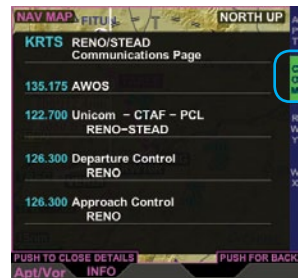 NAV MAP FITU T NORTH UP
KRTS RENO/STEAD
Communications Page
135.175 AWOS
122.700 Unicom – CTAF – PCL
RENO–STEAD
126.300 Departure Control
RENO
126.300 Approach Control
RENO
C
O
M
R
W
Y
W
X
PUSH TO CLOSE DETAILS PUSH FOR BACK
Apt/Vor INFO